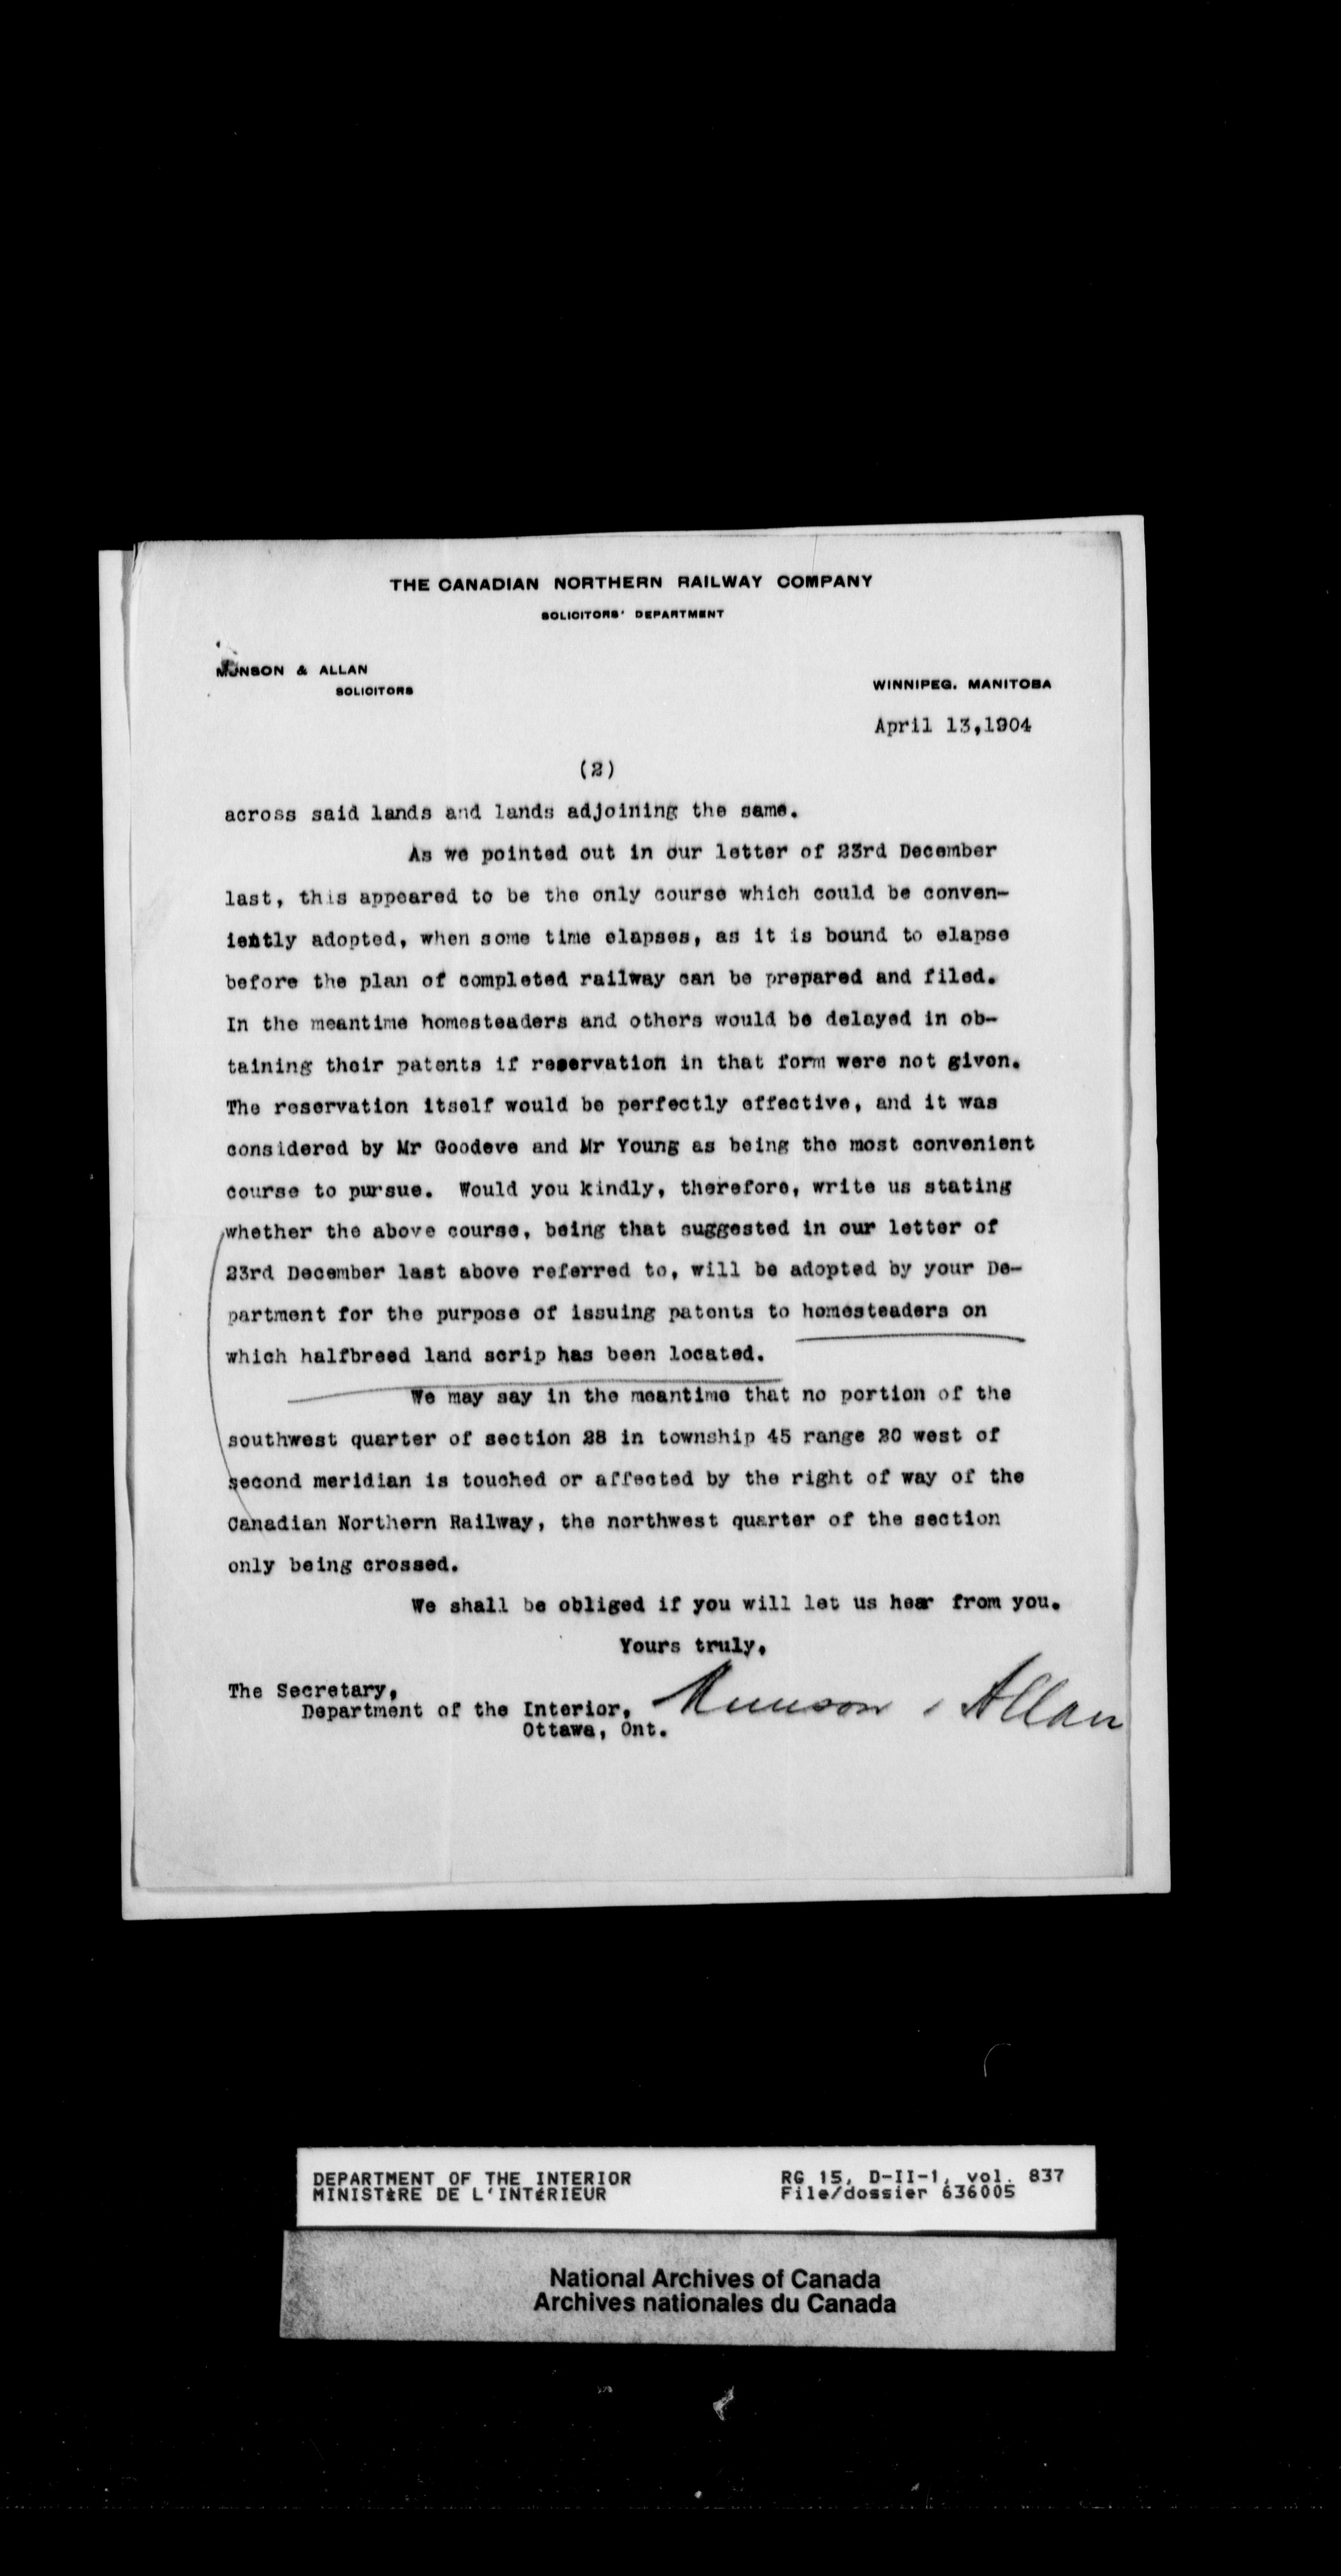 THE CANADIAN NORTHERN RAILWAY COMPANY
SOLICITORS' DEPARTMENT
MUNSON & ALLAN
SOLICITORS
WINNIPEG. MANITOBA
April 13,1904
(2)
across said lands and lands adjoining the same.
As we pointed out in our letter of 23rd December
last, this appeared to be the only course which could be conven-
iently adopted, when some time elapses, as it is bound to elapse
before the plan of completed railway can be prepared and filed.
In the meantime homesteaders and others would be delayed in ob-
taining their patents if reservation in that form were not given.
The reservation itself would be perfectly effective, and it was
considered by Mr Goodeve and Mr Young as being the most convenient
course to pursue. Would you kindly, therefore, write us stating
whether the above course, being that suggested in our letter of
23rd December last above referred to, will be adopted by your De-
partment for the purpose of issuing patents to homesteaders on
which halfbreed land scrip has been located.
We may say in the meantime that no portion of the
southwest quarter of section 28 in township 45 range 20 west of
second meridian is touched or affected by the right of way of the
Canadian Northern Railway, the northwest quarter of the section
only being crossed.
We shall be obliged if you will let us hear from you.
Yours truly,
The Secretary,
Department of the Interior,
Ottawa, Ont.
Munson & Allan
DEPARTMENT OF THE INTERIOR
MINISTÈRE DE L'INTÉRIEUR
RG 15, D-II-1, vol. 837
File/dossier 636005
National Archives of Canada
Archives nationales du Canada